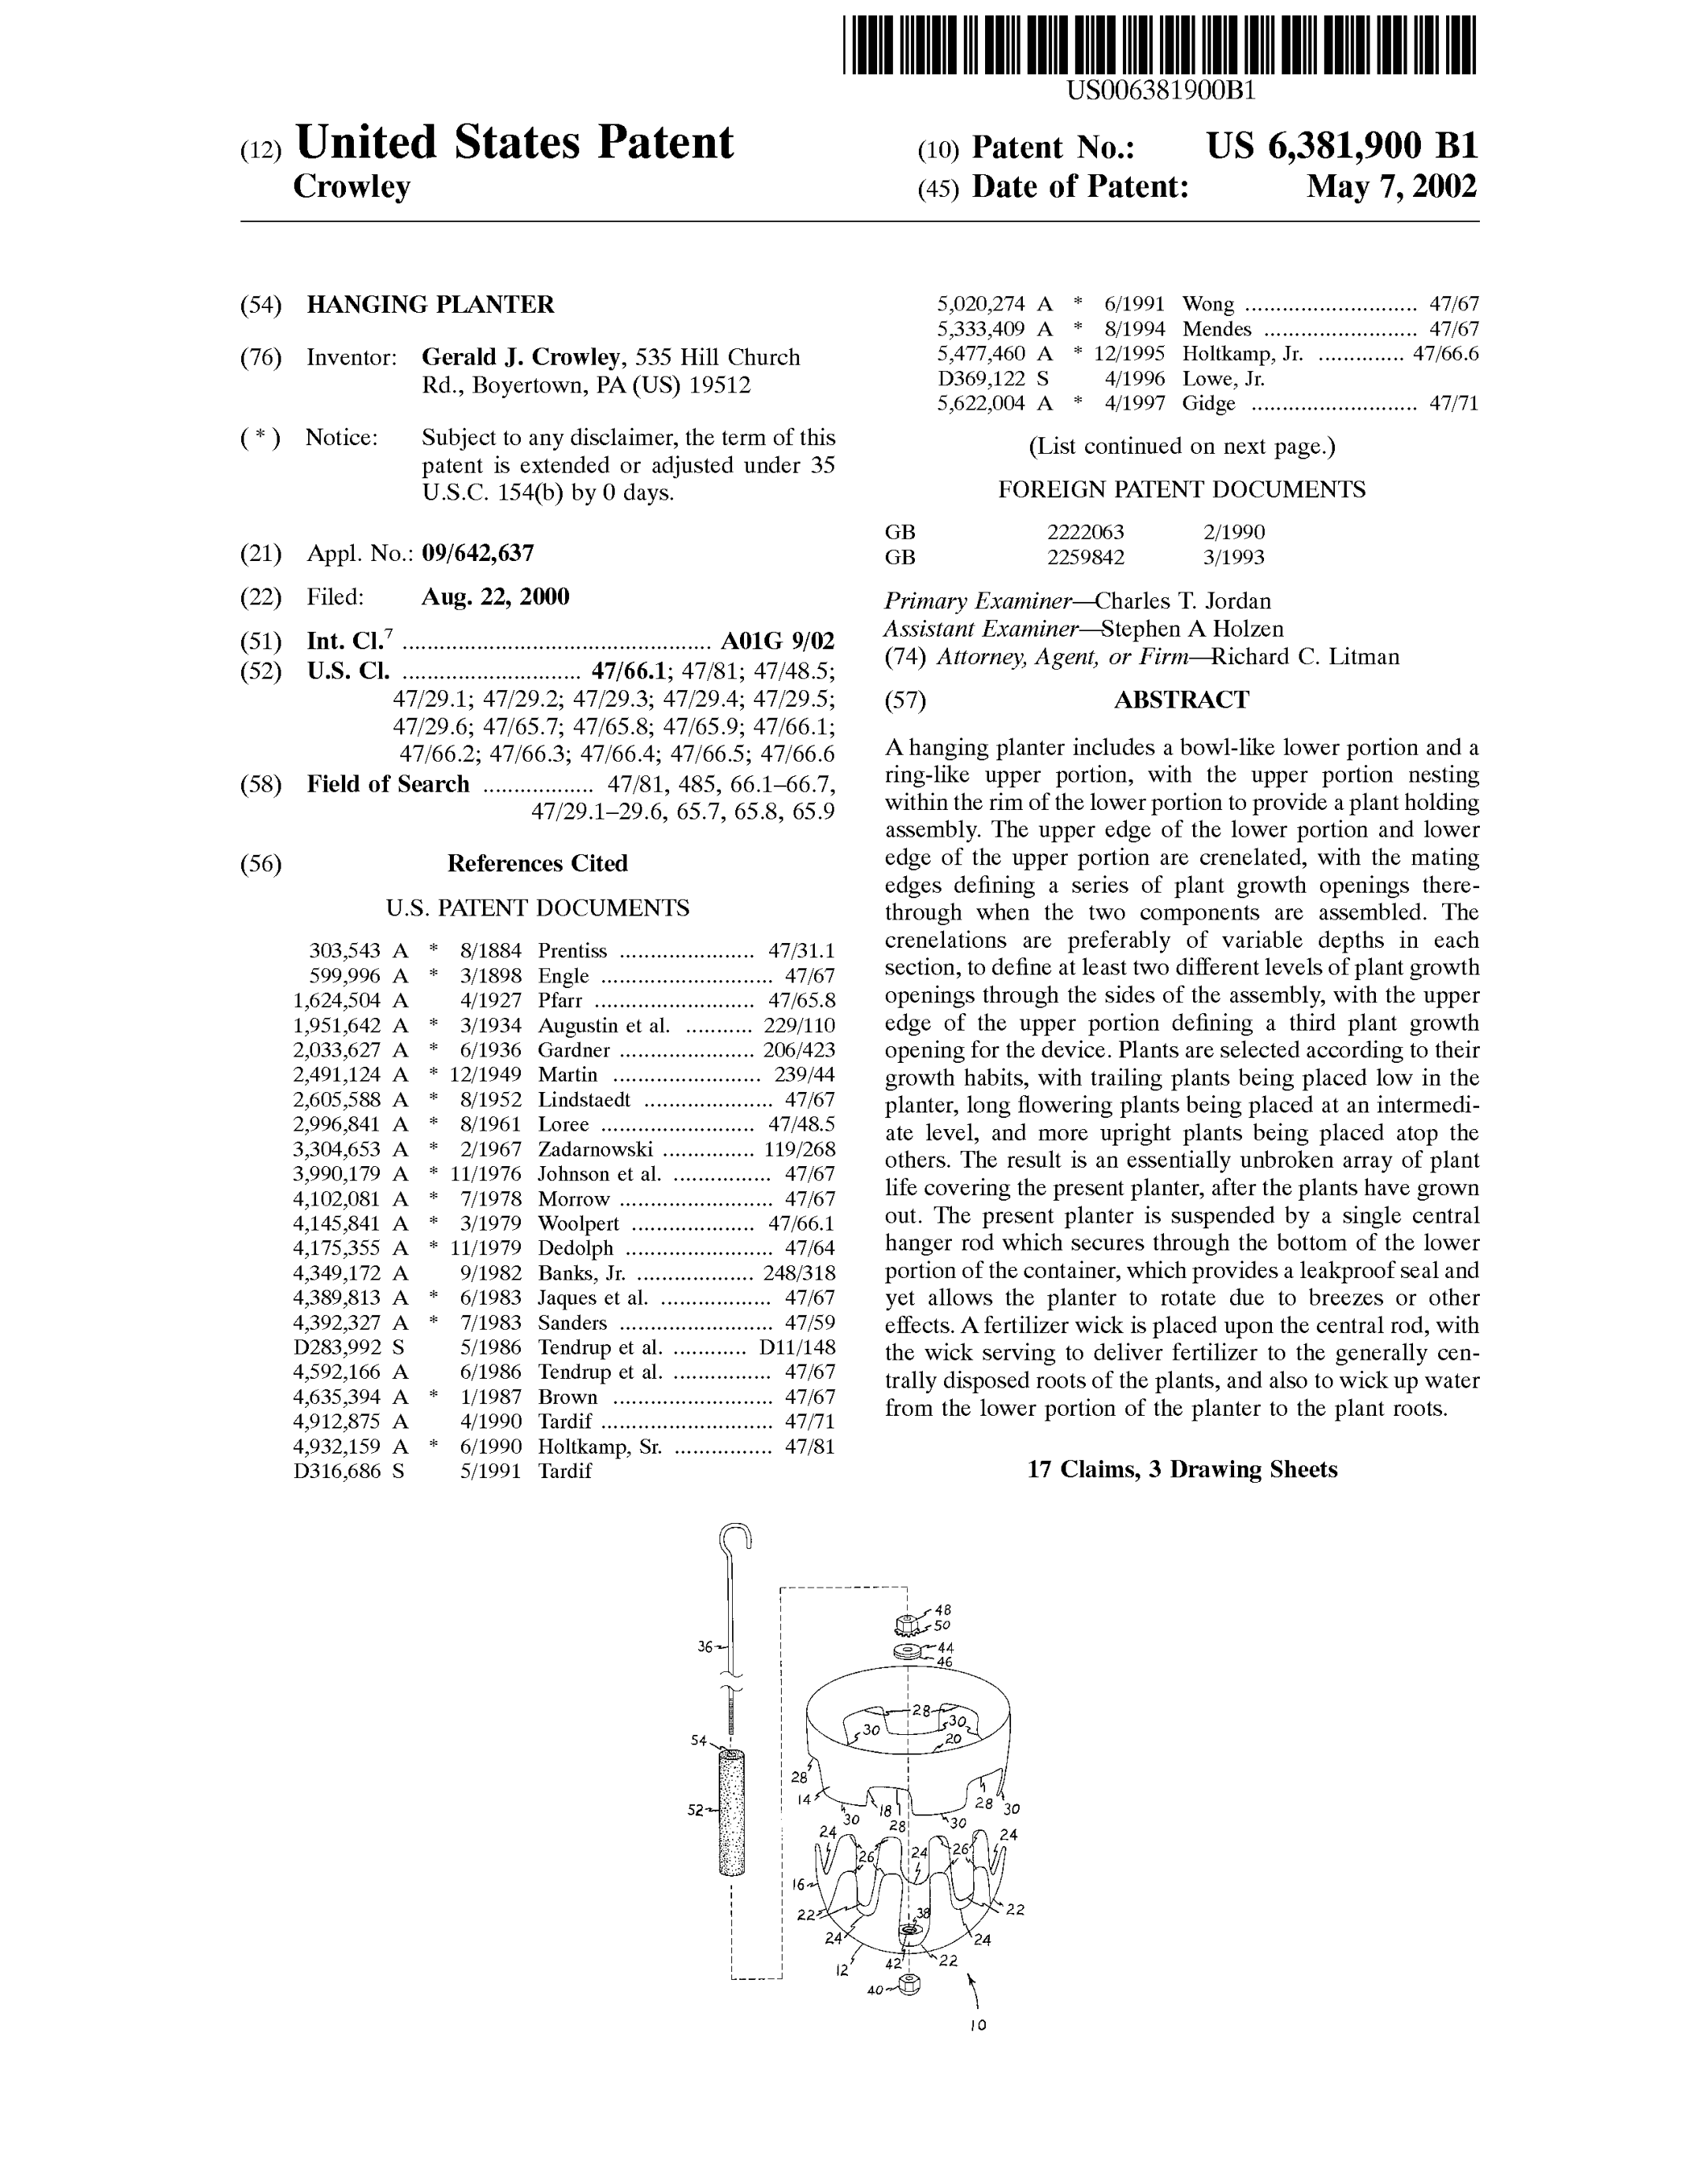 US006381900B1
(12) United States Patent
Crowley
(10) Patent No.: US 6,381,900 B1
(45) Date of Patent: May 7, 2002
(54) HANGING PLANTER
(76) Inventor: Gerald J. Crowley, 535 Hill Church
Rd., Boyertown, PA (US) 19512
( * ) Notice: Subject to any disclaimer, the term of this
patent is extended or adjusted under 35
U.S.C. 154(b) by 0 days.
(21) Appl. No.: 09/642,637
(22) Filed: Aug. 22, 2000
(51) Int. Cl.7 ................................................. A01G 9/02
(52) U.S. Cl. ............................ 47/66.1; 47/81; 47/48.5;
47/29.1; 47/29.2; 47/29.3; 47/29.4; 47/29.5;
47/29.6; 47/65.7; 47/65.8; 47/65.9; 47/66.1;
47/66.2; 47/66.3; 47/66.4; 47/66.5; 47/66.6
(58) Field of Search ................. 47/81, 485, 66.1–66.7,
47/29.1–29.6, 65.7, 65.8, 65.9
(56) References Cited
U.S. PATENT DOCUMENTS
303,543 A * 8/1884 Prentiss ...................... 47/31.1
599,996 A * 3/1898 Engle ............................ 47/67
1,624,504 A 4/1927 Pfarr .......................... 47/65.8
1,951,642 A * 3/1934 Augustin et al. ........... 229/110
2,033,627 A * 6/1936 Gardner ...................... 206/423
2,491,124 A * 12/1949 Martin ........................ 239/44
2,605,588 A * 8/1952 Lindstaedt ..................... 47/67
2,996,841 A * 8/1961 Loree ......................... 47/48.5
3,304,653 A * 2/1967 Zadarnowski ............... 119/268
3,990,179 A * 11/1976 Johnson et al. ................ 47/67
4,102,081 A * 7/1978 Morrow ......................... 47/67
4,145,841 A * 3/1979 Woolpert .................... 47/66.1
4,175,355 A * 11/1979 Dedolph ........................ 47/64
4,349,172 A 9/1982 Banks, Jr. ................... 248/318
4,389,813 A * 6/1983 Jaques et al. .................. 47/67
4,392,327 A * 7/1983 Sanders ......................... 47/59
D283,992 S 5/1986 Tendrup et al. ............ D11/148
4,592,166 A 6/1986 Tendrup et al. ................ 47/67
4,635,394 A * 1/1987 Brown .......................... 47/67
4,912,875 A 4/1990 Tardif ............................ 47/71
4,932,159 A * 6/1990 Holtkamp, Sr. ................ 47/81
D316,686 S 5/1991 Tardif
5,020,274 A * 6/1991 Wong ............................ 47/67
5,333,409 A * 8/1994 Mendes ......................... 47/67
5,477,460 A * 12/1995 Holtkamp, Jr. .............. 47/66.6
D369,122 S 4/1996 Lowe, Jr.
5,622,004 A * 4/1997 Gidge ........................... 47/71
(List continued on next page.)
FOREIGN PATENT DOCUMENTS
GB 2222063 2/1990
GB 2259842 3/1993
Primary Examiner—Charles T. Jordan
Assistant Examiner—Stephen A Holzen
(74) Attorney, Agent, or Firm—Richard C. Litman
(57) ABSTRACT
A hanging planter includes a bowl-like lower portion and a
ring-like upper portion, with the upper portion nesting
within the rim of the lower portion to provide a plant holding
assembly. The upper edge of the lower portion and lower
edge of the upper portion are crenelated, with the mating
edges defining a series of plant growth openings there-
through when the two components are assembled. The
crenelations are preferably of variable depths in each
section, to define at least two different levels of plant growth
openings through the sides of the assembly, with the upper
edge of the upper portion defining a third plant growth
opening for the device. Plants are selected according to their
growth habits, with trailing plants being placed low in the
planter, long flowering plants being placed at an intermedi-
ate level, and more upright plants being placed atop the
others. The result is an essentially unbroken array of plant
life covering the present planter, after the plants have grown
out. The present planter is suspended by a single central
hanger rod which secures through the bottom of the lower
portion of the container, which provides a leakproof seal and
yet allows the planter to rotate due to breezes or other
effects. A fertilizer wick is placed upon the central rod, with
the wick serving to deliver fertilizer to the generally cen-
trally disposed roots of the plants, and also to wick up water
from the lower portion of the planter to the plant roots.
17 Claims, 3 Drawing Sheets
48
50
36
44
46
28
30
30
20
54
28
14
52
18
28
30
30
28
30
24
24
26
24
26
16
22
38
22
24
24
42
22
12
40
10